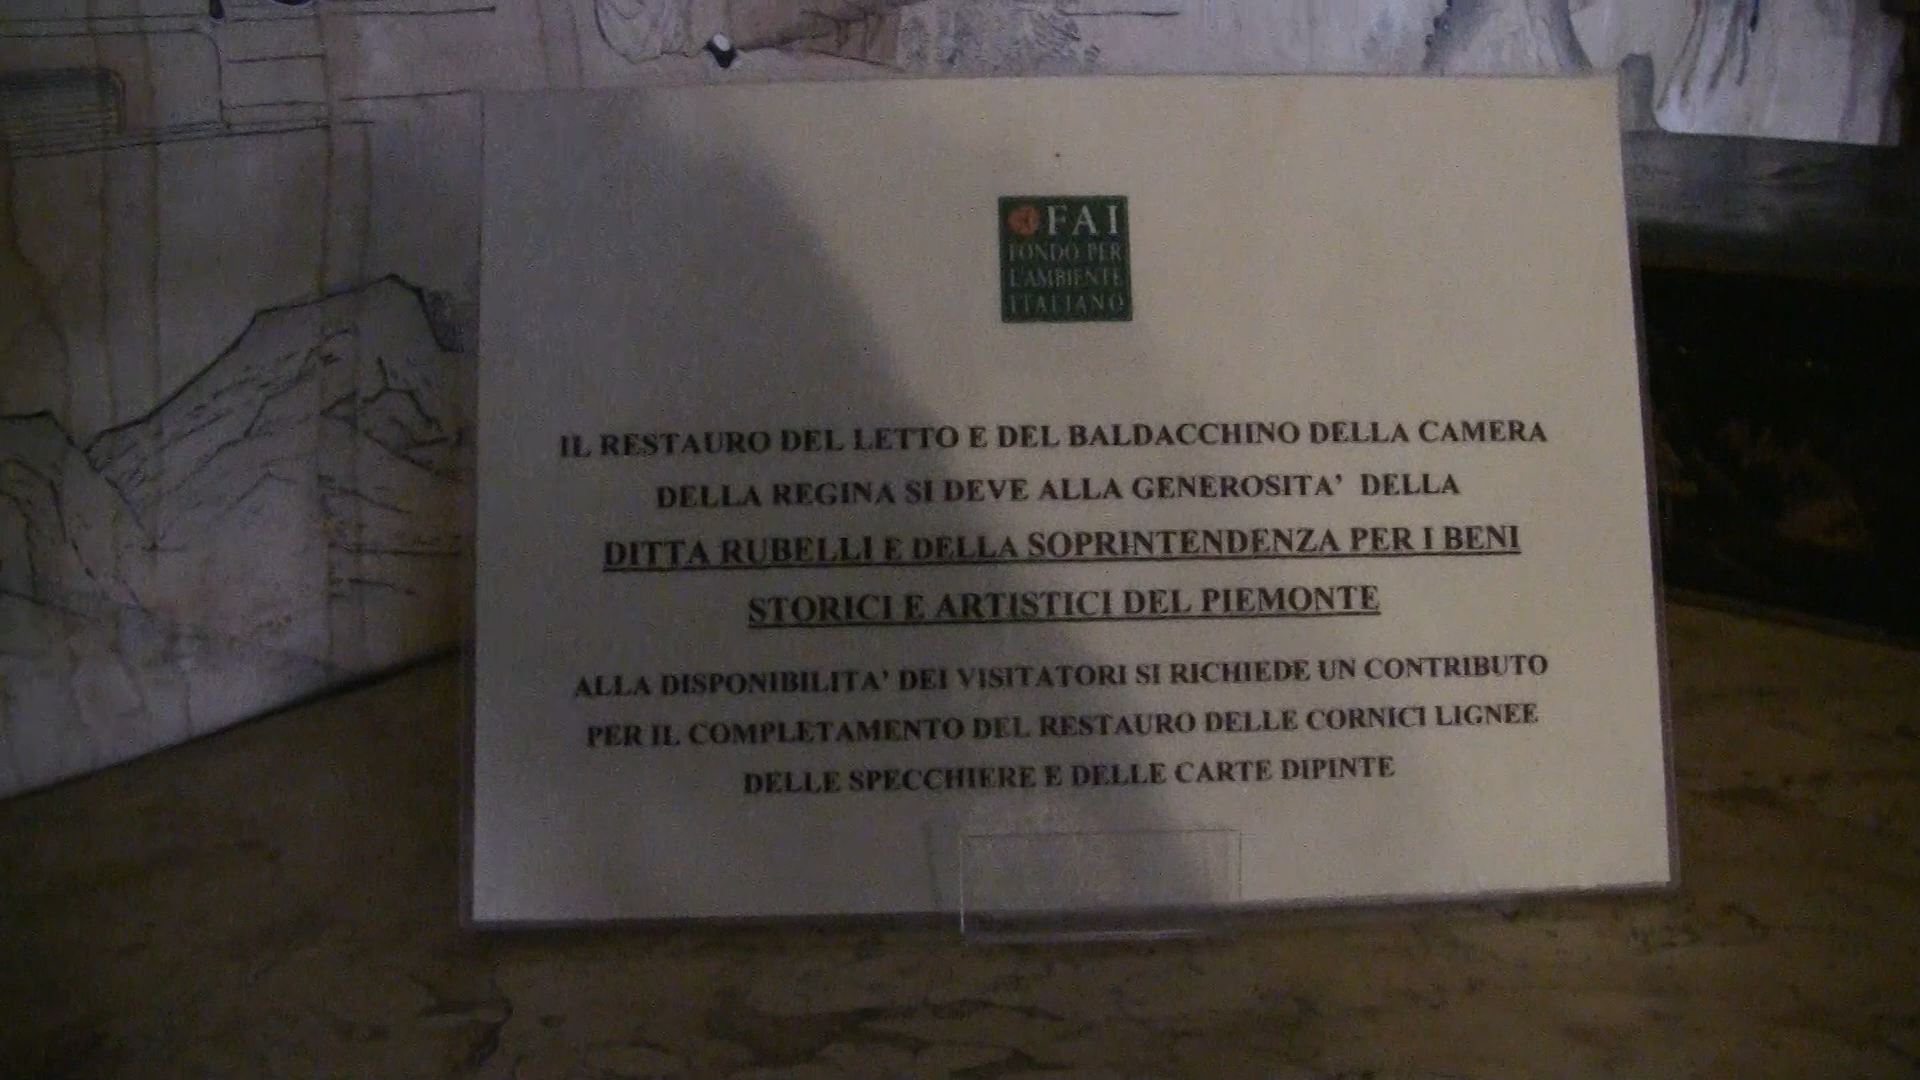 FAI
FONDO PER
L'AMBIENTE
ITALIANO
IL RESTAURO DEL LETTO E DEL BALDACCHINO DELLA CAMERA
DELLA REGINA SI DEVE ALLA GENEROSITA' DELLA
DITTA RUBELLI E DELLA SOPRINTENDENZA PER I BENI
STORICI E ARTISTICI DEL PIEMONTE
ALLA DISPONIBILITA' DEI VISITATORI SI RICHIEDE UN CONTRIBUTO
PER IL COMPLETAMENTO DEL RESTAURO DELLE CORNICI LIGNEE
DELLE SPECCHIERE E DELLE CARTE DIPINTE